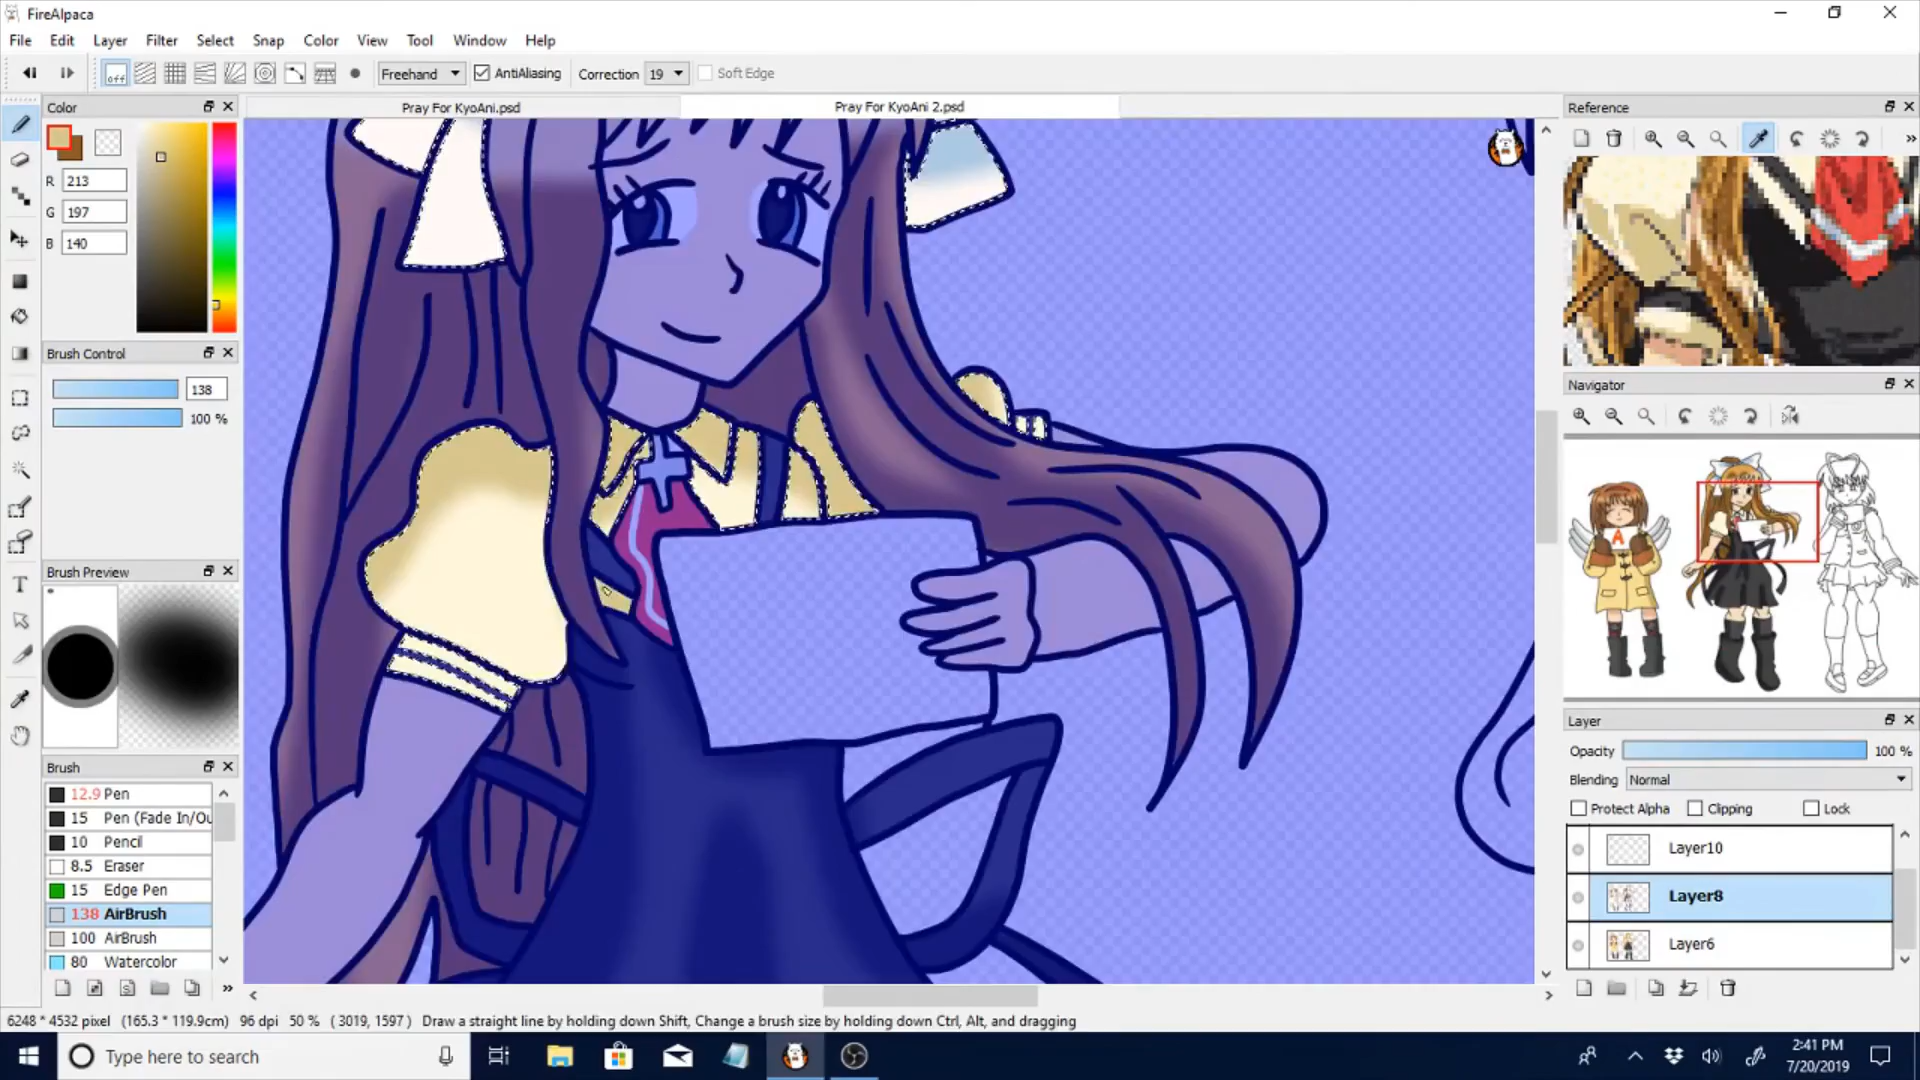 FireAlpaca
File Edit Layer Filter Select Snap Color View Tool Window Help
off Freehand AntiAliasing Correction 19 Soft Edge
Color
Pray For KyoAni.psd
Pray For KyoAni 2.psd
Reference
R 213
G 197
B 140
Brush Control
138
100 %
Navigator
A
Brush Preview
Brush
12.9 Pen
15 Pen (Fade In/Ou
10 Pencil
8.5 Eraser
15 Edge Pen
138 AirBrush
100 AirBrush
80 Watercolor
Layer
Opacity 100 %
Blending Normal
Protect Alpha Clipping Lock
Layer10
Layer8
Layer6
6248 * 4532 pixel (165.3 * 119.9cm) 96 dpi 50 % ( 3019, 1597 ) Draw a straight line by holding down Shift, Change a brush size by holding down Ctrl, Alt, and dragging
Type here to search
2:41 PM
7/20/2019